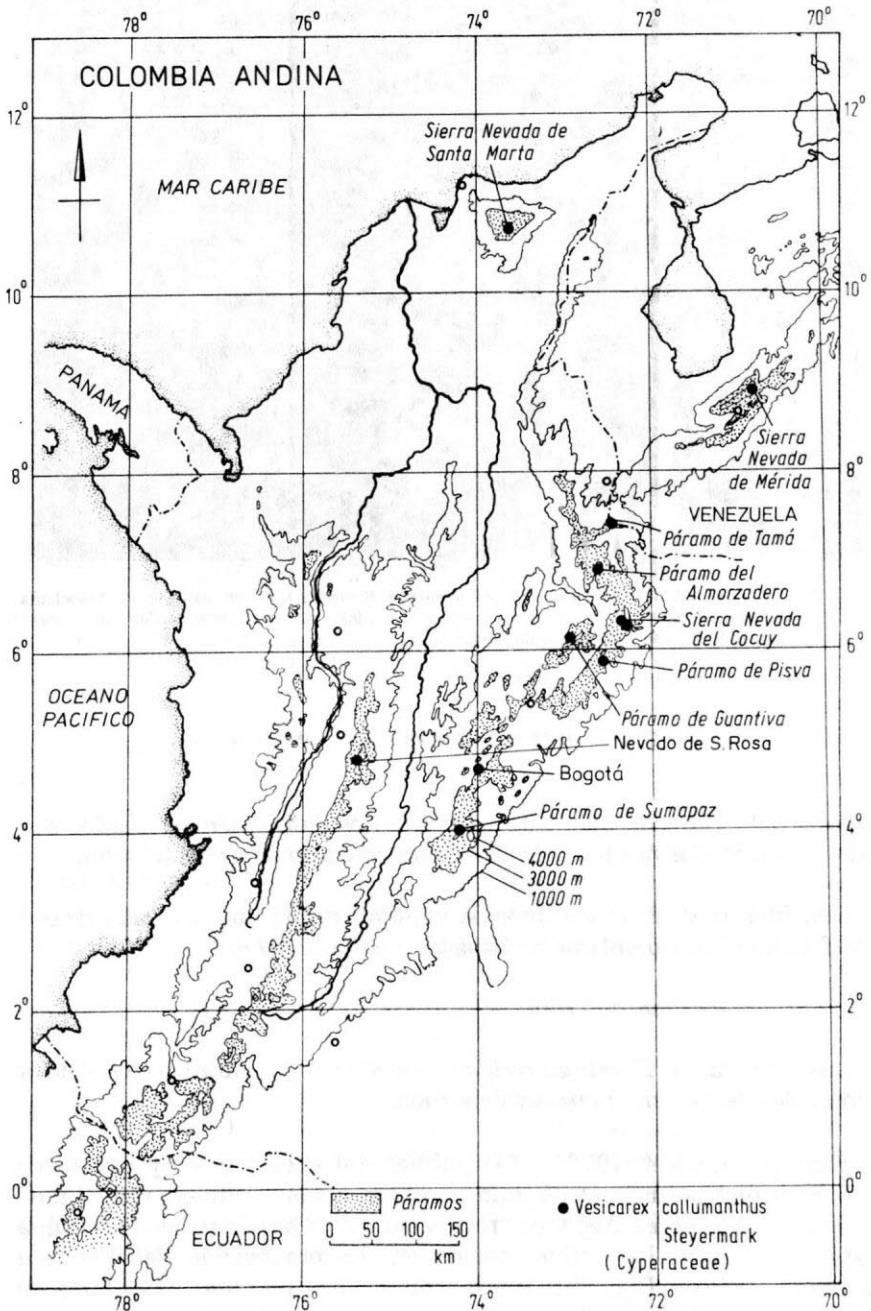 78° 76° 74° 72° 70°
COLOMBIA ANDINA
12° 12°
Sierra Nevada de
Santa Marta
MAR CARIBE
10° 10°
PANAMA
Sierra
Nevada
de Mérida
8° 8°
VENEZUELA
Páramo de Tamá
Páramo del
Almorzadero
Sierra Nevada
del Cocuy
6° 6°
Páramo de Pisva
OCEANO
PACIFICO
Páramo de Guantiva
Nevado de S. Rosa
Bogotá
Páramo de Sumapaz
4° 4°
4000 m
3000 m
1000 m
2° 2°
0° 0°
Páramos
0 50 100 150
km
Vesicarex collumanthus
Steyermark
(Cyperaceae)
ECUADOR
78° 76° 74° 72° 70°